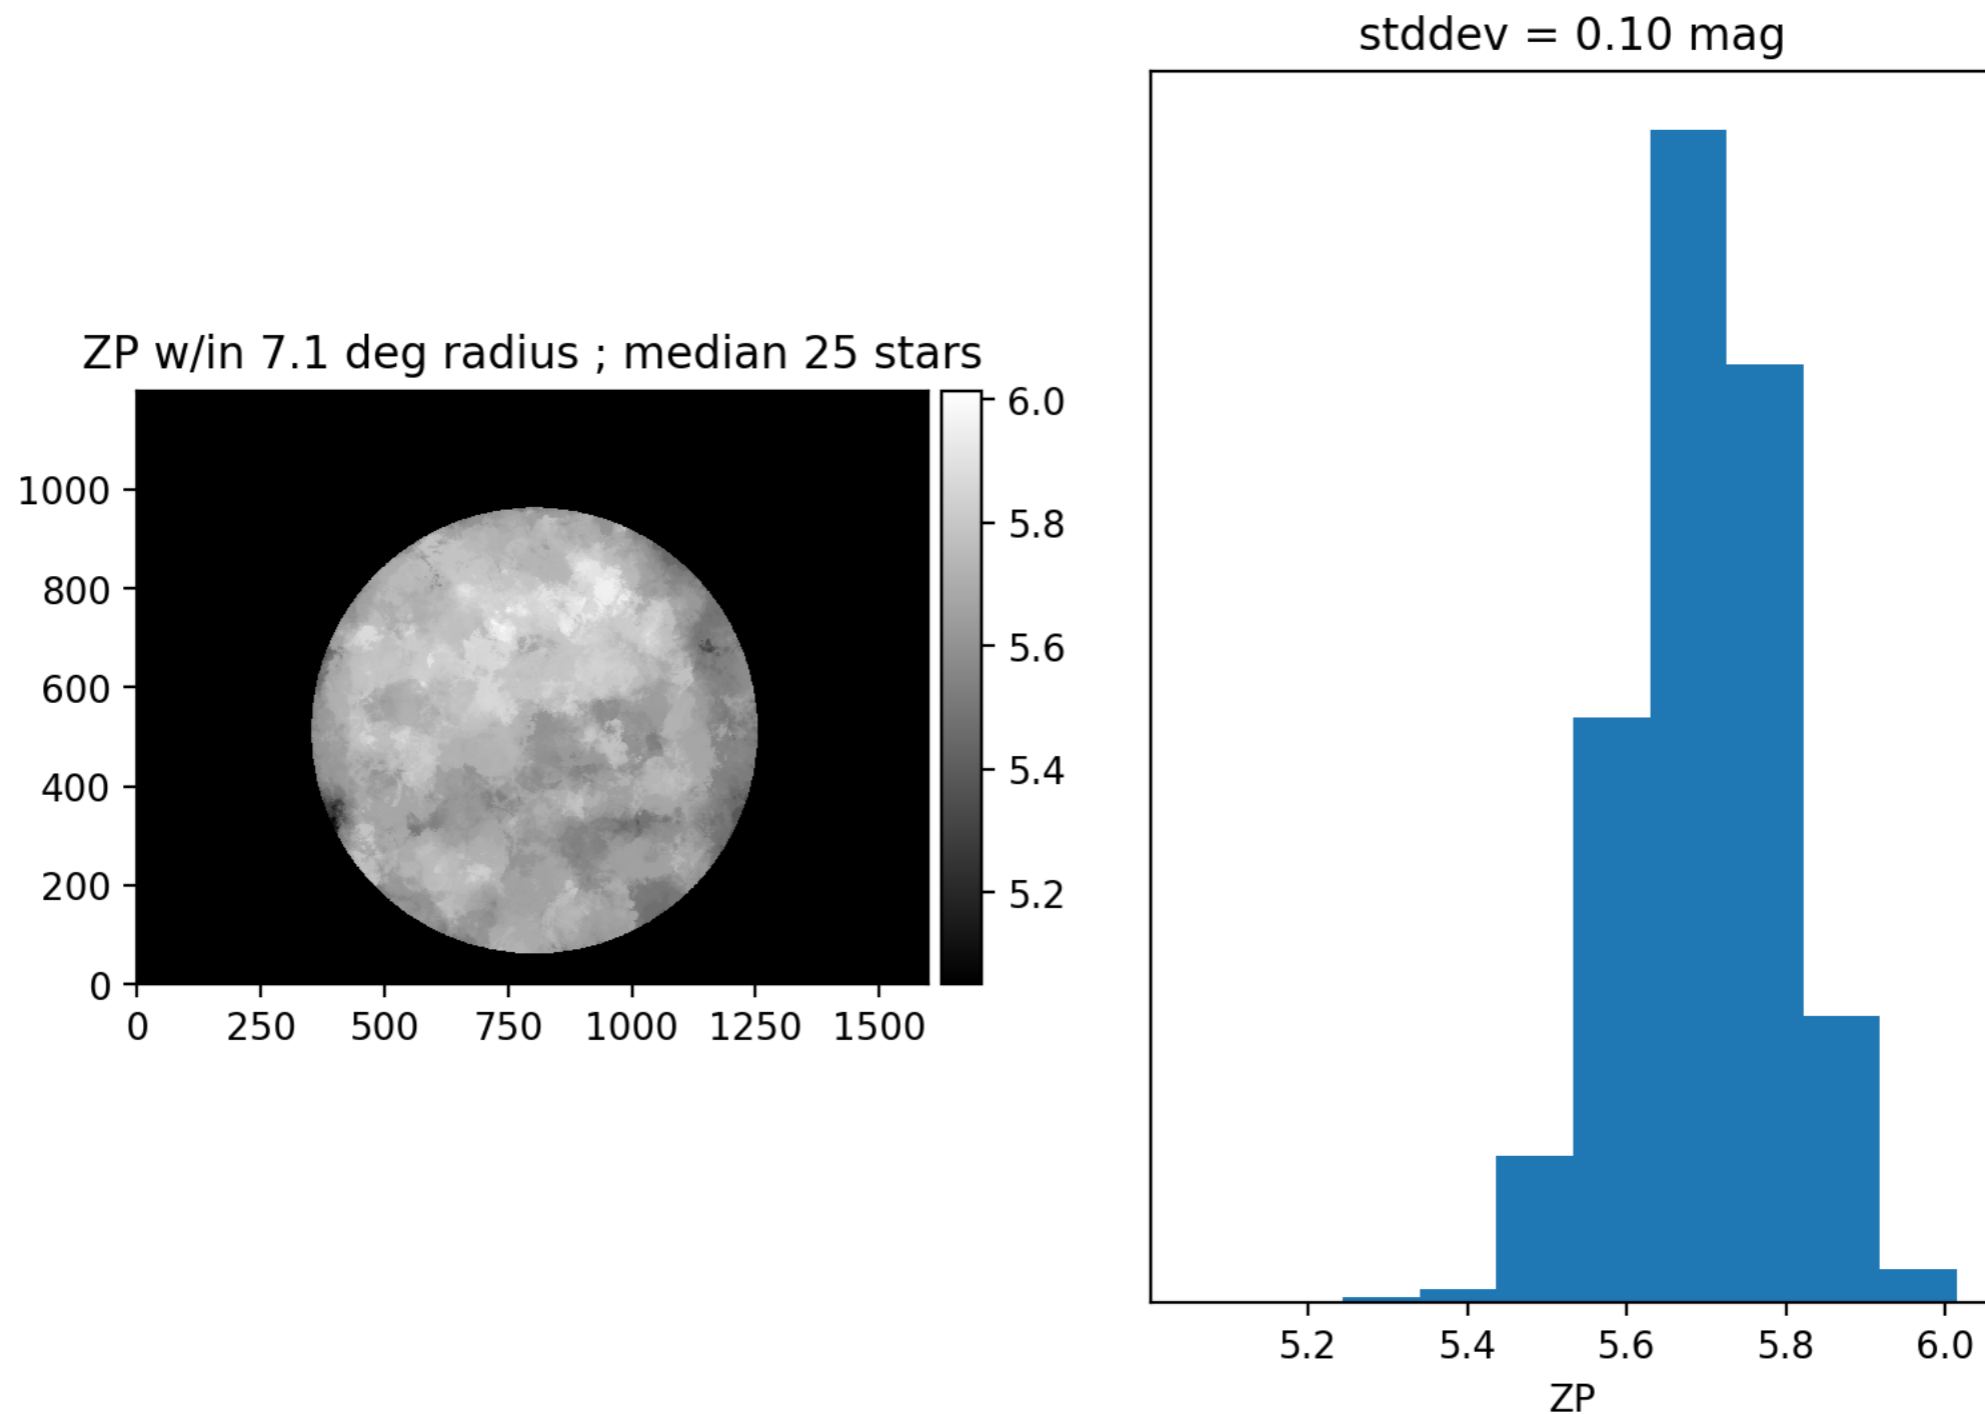 stddev = 0.10 mag
ZP w/in 7.1 deg radius ; median 25 stars
6.0
5.8
5.6
5.4
5.2
1000
800
600
400
200
0
0 250 500 750 1000 1250 1500
5.2 5.4 5.6 5.8 6.0
ZP